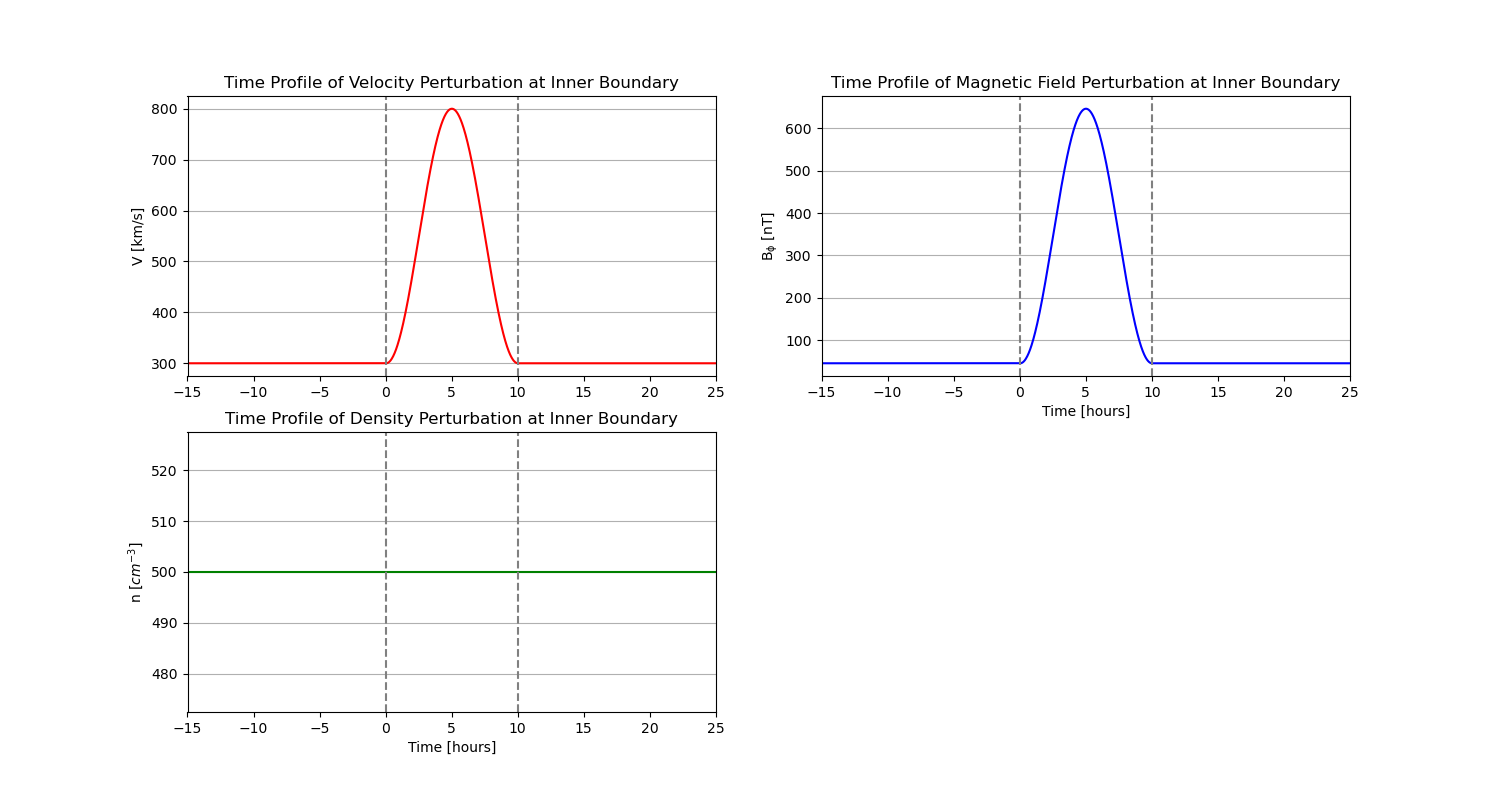 Time Profile of Velocity Perturbation at Inner Boundary
V [km/s]
800
700
600
500
400
300
−15 −10 −5 0 5 10 15 20 25
Time Profile of Magnetic Field Perturbation at Inner Boundary
Bϕ [nT]
600
500
400
300
200
100
−15 −10 −5 0 5 10 15 20 25
Time [hours]
Time Profile of Density Perturbation at Inner Boundary
n [cm⁻³]
520
510
500
490
480
−15 −10 −5 0 5 10 15 20 25
Time [hours]